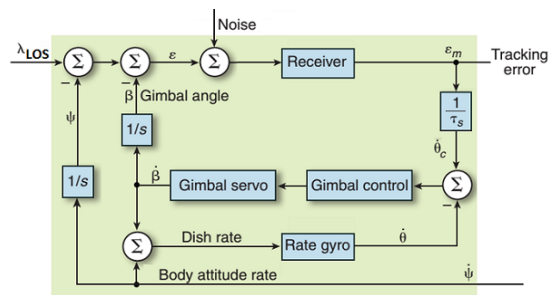 Noise
λLOS
Σ
Σ
ε
Σ
Receiver
εm
Tracking
error
−
−
β Gimbal angle
ψ
1/s
1
τs
θ̇c
1/s
β̇
Gimbal servo
Gimbal control
Σ
−
Σ
Dish rate
Rate gyro
θ̇
Body attitude rate
ψ̇